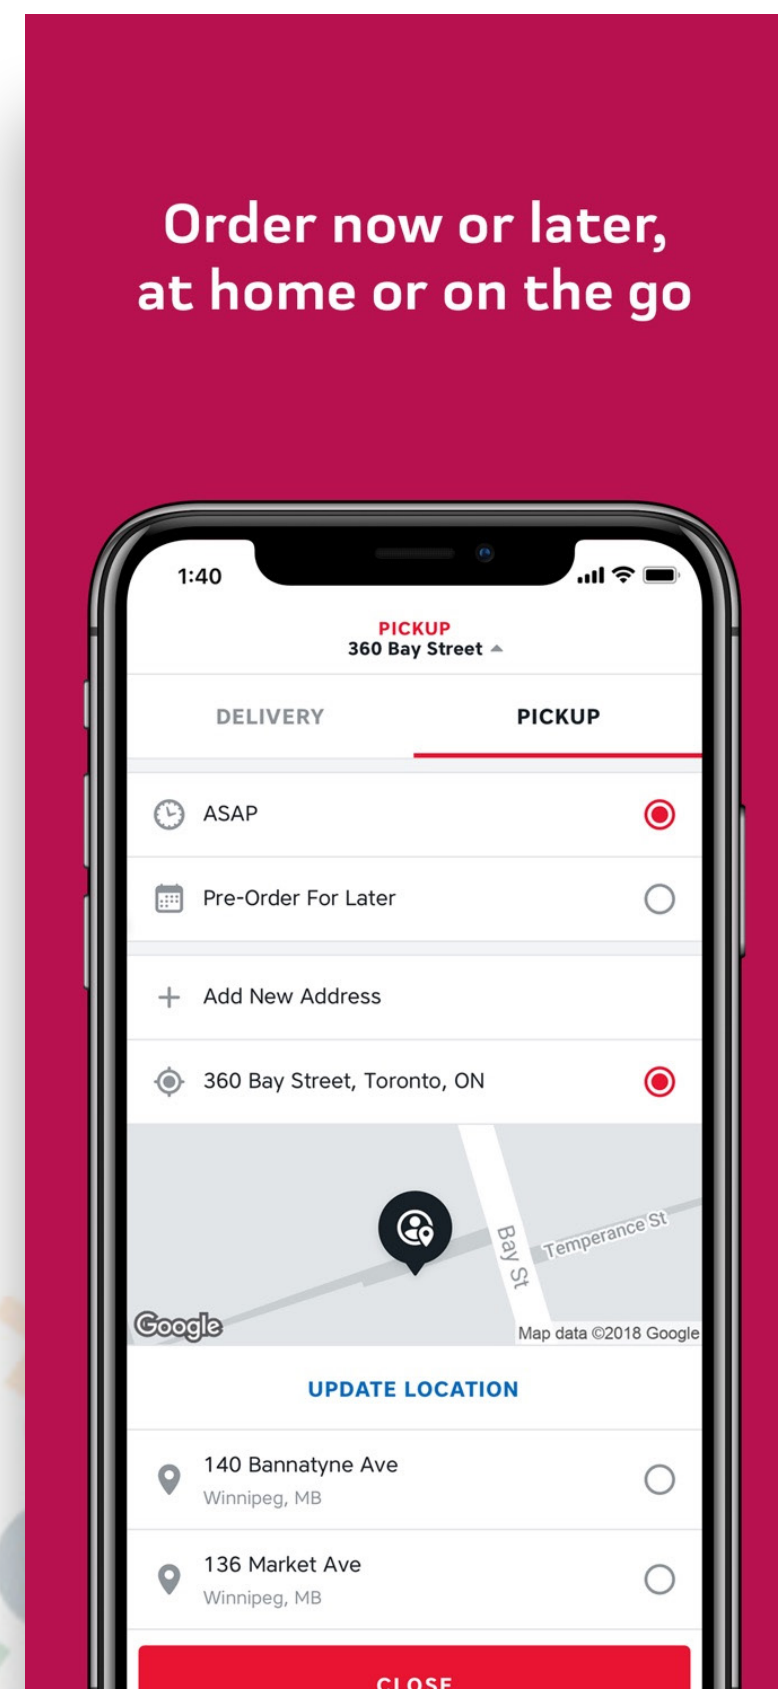 Order now or later,
at home or on the go
1:40
PICKUP
360 Bay Street
DELIVERY
PICKUP
ASAP
Pre-Order For Later
Add New Address
360 Bay Street, Toronto, ON
Bay St
Temperance St
Google
Map data ©2018 Google
UPDATE LOCATION
140 Bannatyne Ave
Winnipeg, MB
136 Market Ave
Winnipeg, MB
CLOSE